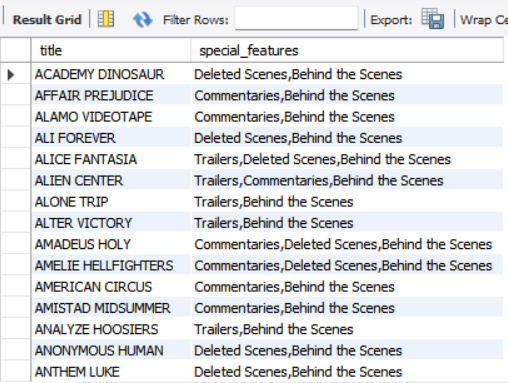 Result Grid Filter Rows: Export: Wrap Ce
title special_features
ACADEMY DINOSAUR Deleted Scenes,Behind the Scenes
AFFAIR PREJUDICE Commentaries,Behind the Scenes
ALAMO VIDEOTAPE Commentaries,Behind the Scenes
ALI FOREVER Deleted Scenes,Behind the Scenes
ALICE FANTASIA Trailers,Deleted Scenes,Behind the Scenes
ALIEN CENTER Trailers,Commentaries,Behind the Scenes
ALONE TRIP Trailers,Behind the Scenes
ALTER VICTORY Trailers,Behind the Scenes
AMADEUS HOLY Commentaries,Deleted Scenes,Behind the Scenes
AMELIE HELLFIGHTERS Commentaries,Deleted Scenes,Behind the Scenes
AMERICAN CIRCUS Commentaries,Behind the Scenes
AMISTAD MIDSUMMER Commentaries,Behind the Scenes
ANALYZE HOOSIERS Trailers,Behind the Scenes
ANONYMOUS HUMAN Deleted Scenes,Behind the Scenes
ANTHEM LUKE Deleted Scenes,Behind the Scenes